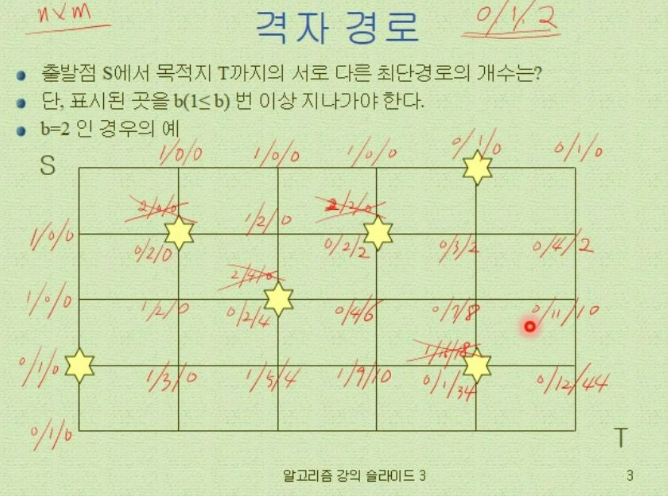 n×m
격자 경로
0/1/2
출발점 S에서 목적지 T까지의 서로 다른 최단경로의 개수는?
단, 표시된 곳을 b(1≤ b) 번 이상 지나가야 한다.
b=2 인 경우의 예
S
1/0/0 1/0/0 1/0/0 0/1/0 0/1/0
2/0/0 2/2/0
1/0/0 0/2/0 1/2/0 0/2/2 0/3/2 0/4/2
1/0/0 1/2/0 0/2/4 0/4/6 0/7/8 0/11/10
0/1/0 1/3/0 1/5/4 1/9/10 0/1/34 0/12/44
0/1/0
T
알고리즘 강의 슬라이드 3
3